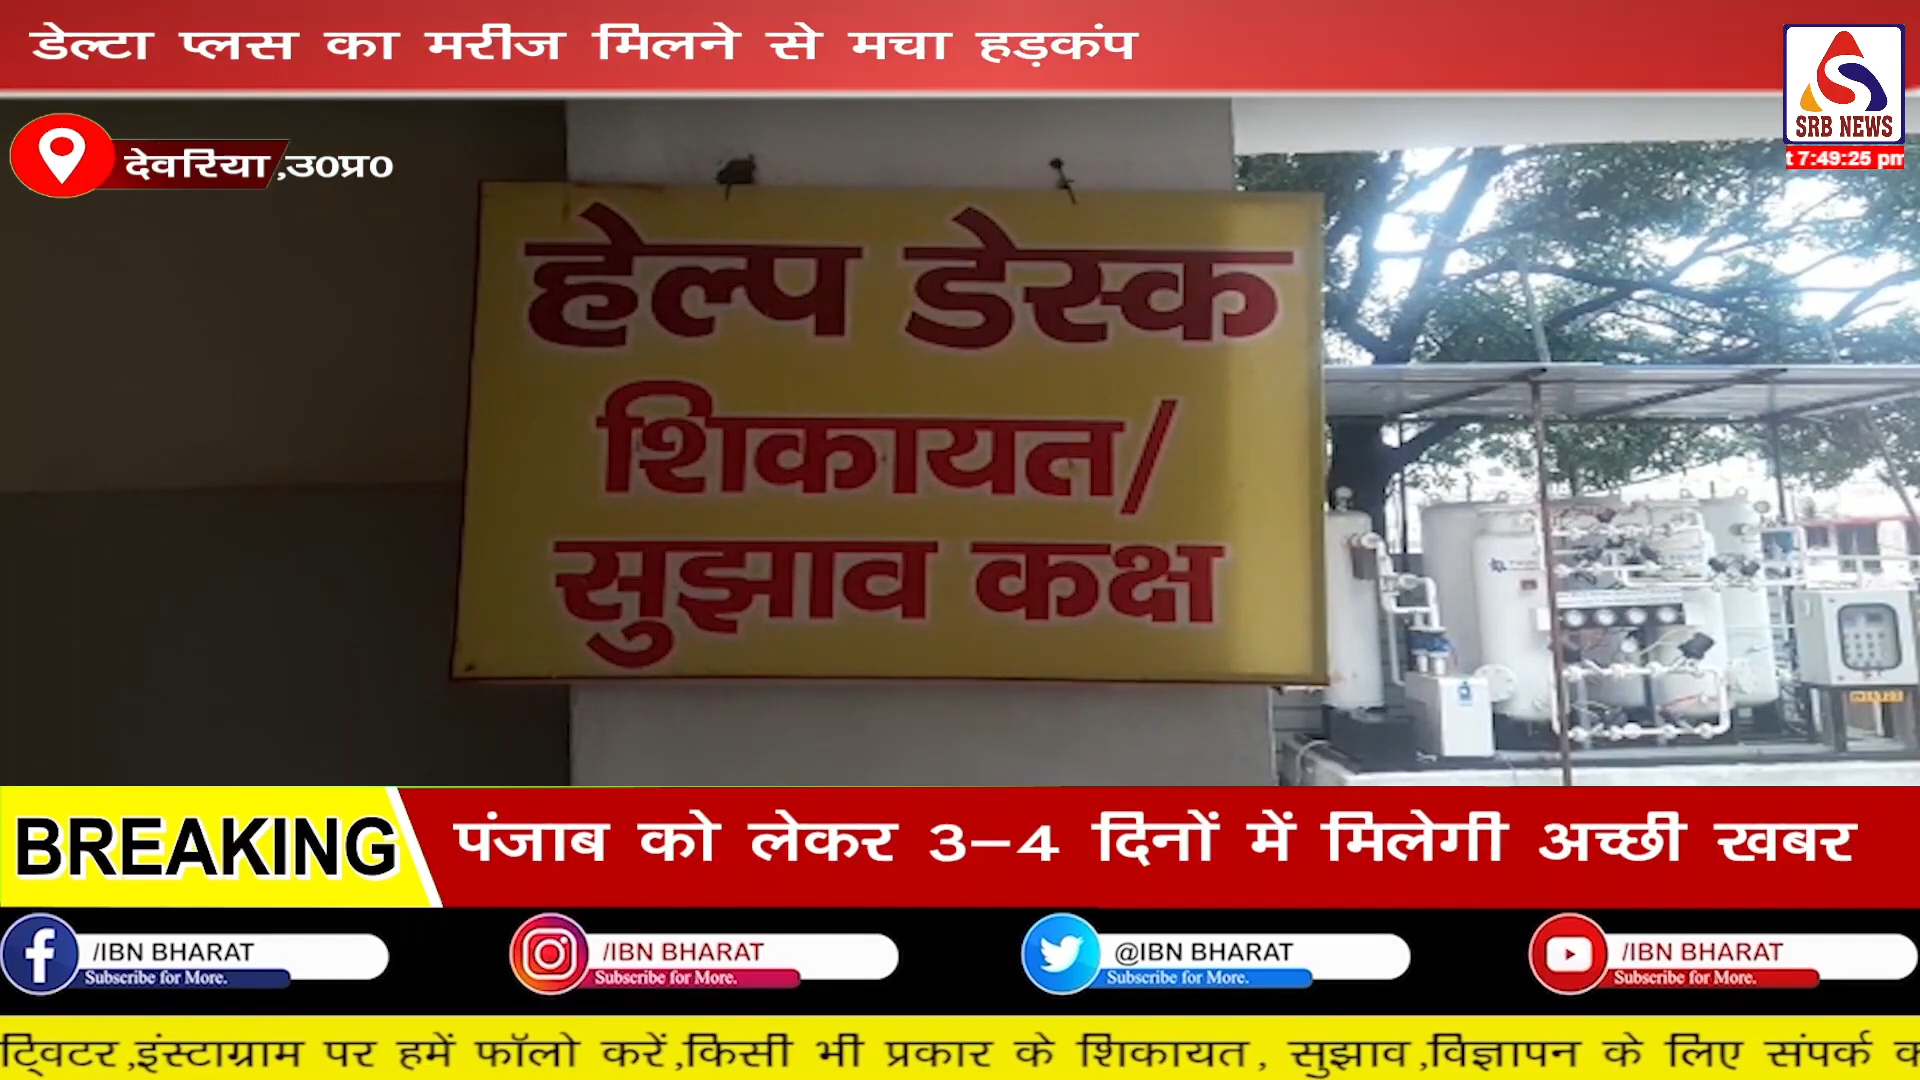 डेल्टा प्लस का मरीज मिलने से मचा हड़कंप
SRB NEWS
t 7:49:25 pm
देवरिया ,उ0प्र0
हेल्प डेस्क
शिकायत/
सुझाव कक्ष
BREAKING
पंजाब को लेकर 3–4 दिनों में मिलेगी अच्छी खबर
/IBN BHARAT
Subscribe for More.
/IBN BHARAT
Subscribe for More.
@IBN BHARAT
Subscribe for More.
/IBN BHARAT
Subscribe for More.
ट्विटर,इंस्टाग्राम पर हमें फॉलो करें,किसी भी प्रकार के शिकायत, सुझाव,विज्ञापन के लिए संपर्क